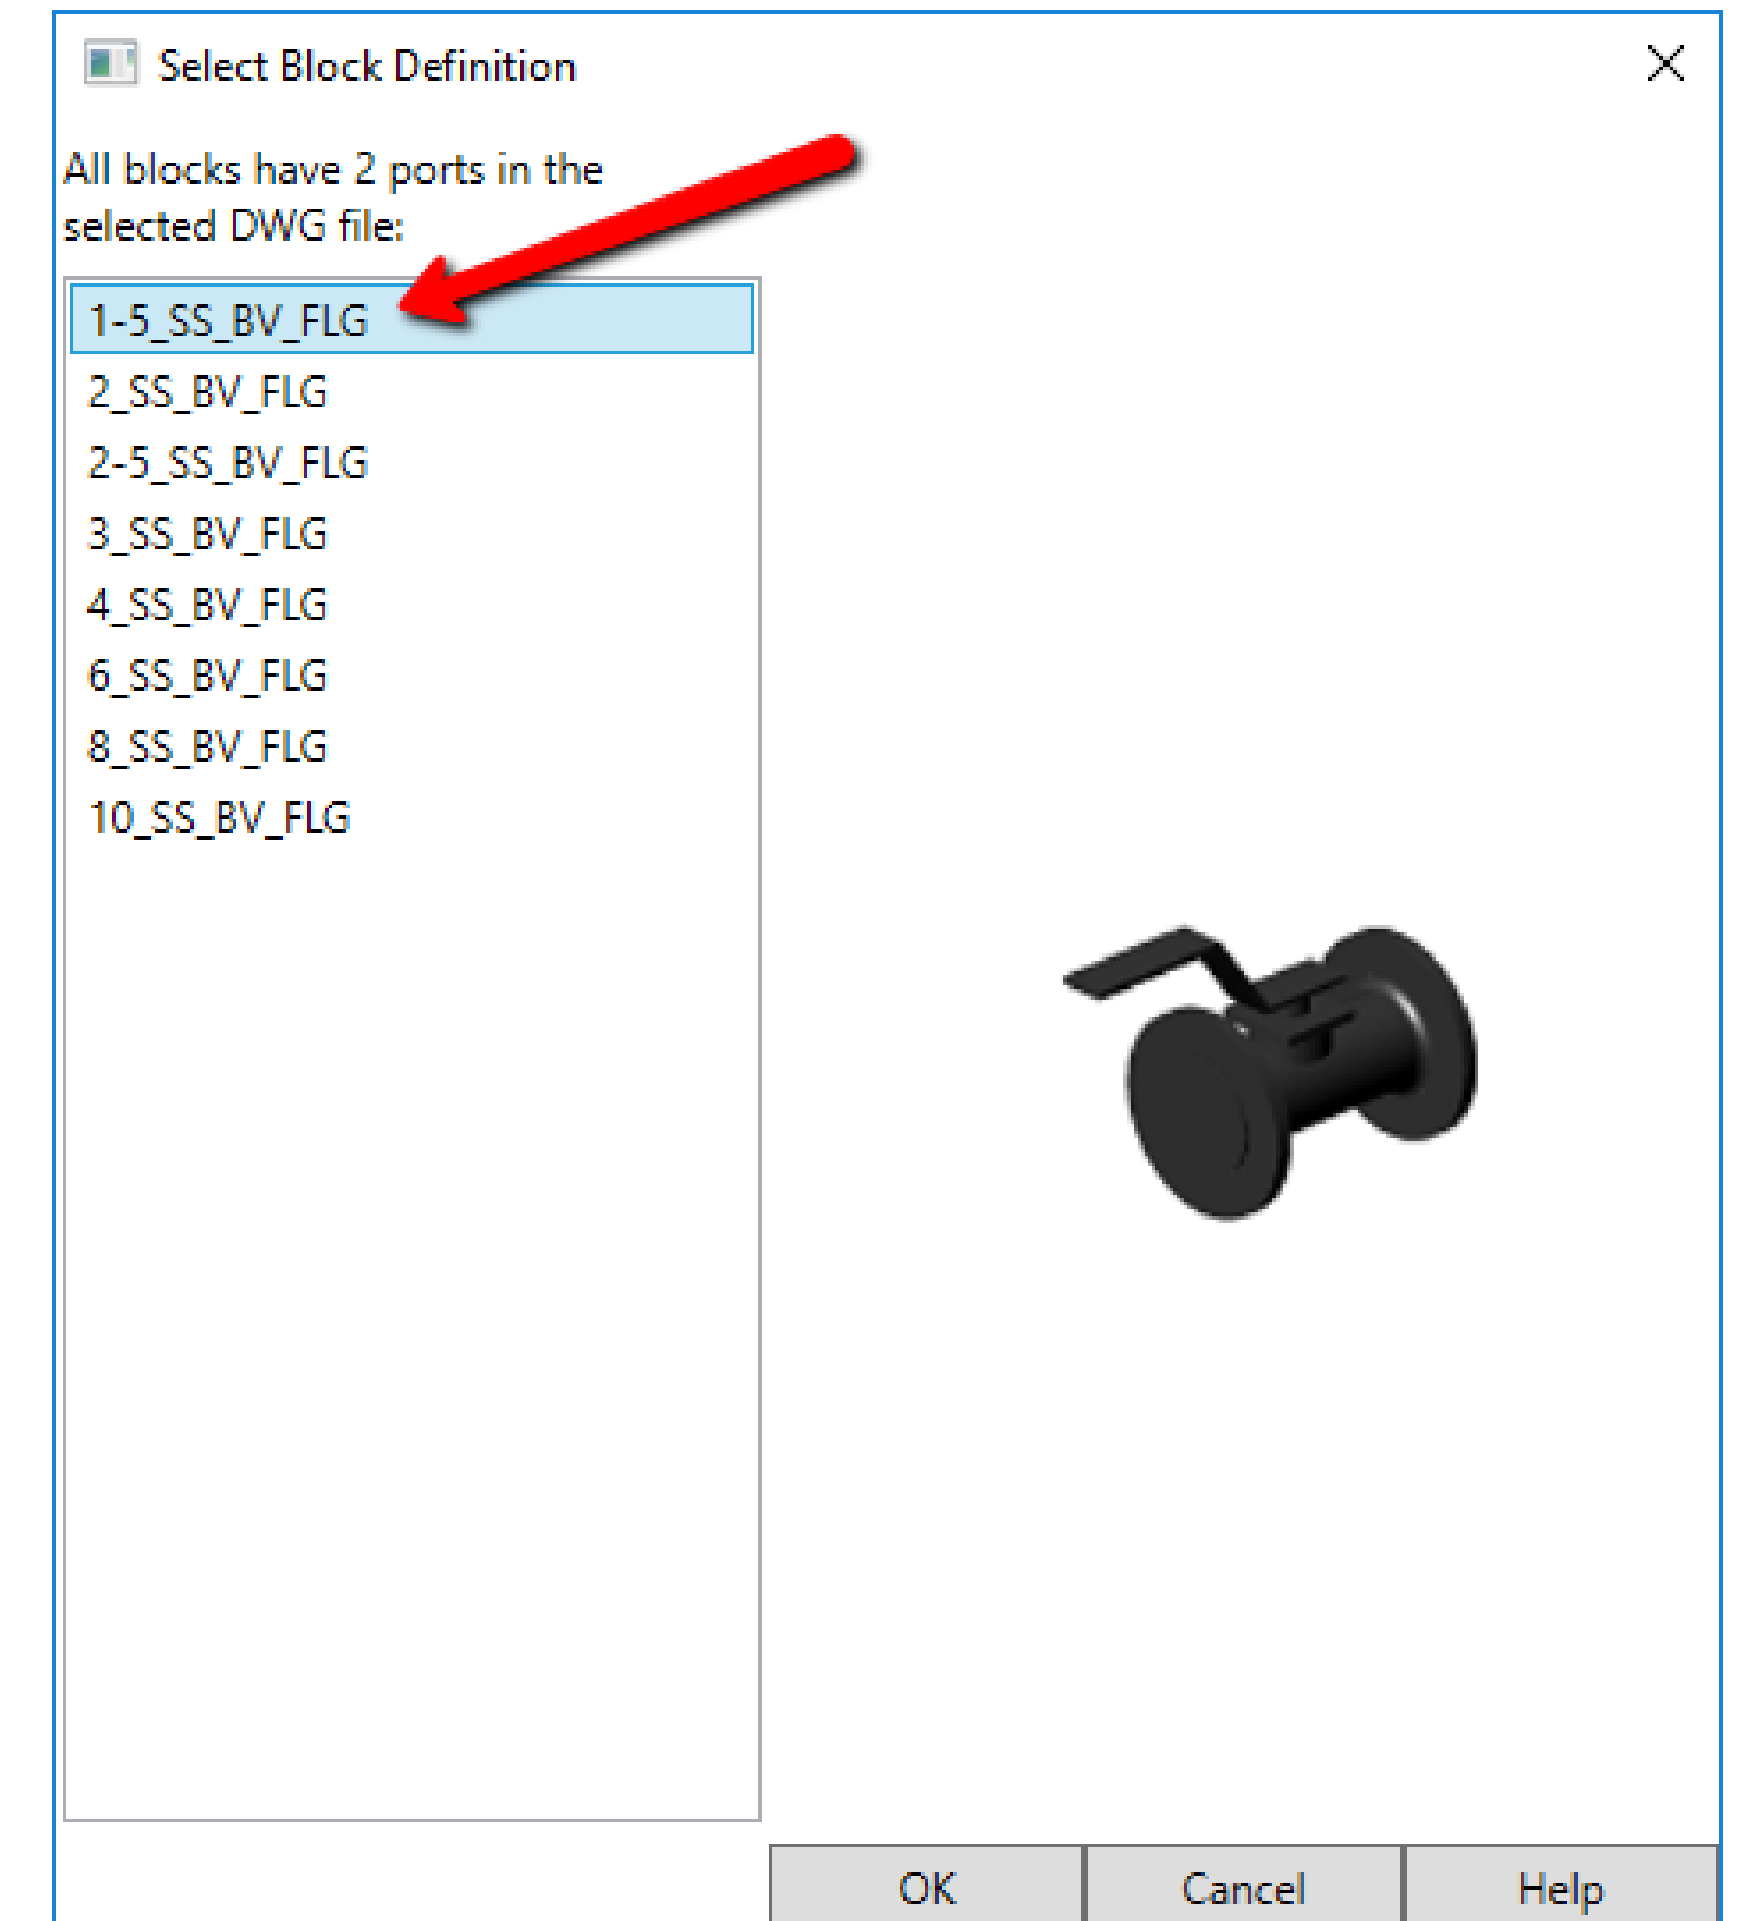 Select Block Definition
All blocks have 2 ports in the
selected DWG file:
1-5_SS_BV_FLG
2_SS_BV_FLG
2-5_SS_BV_FLG
3_SS_BV_FLG
4_SS_BV_FLG
6_SS_BV_FLG
8_SS_BV_FLG
10_SS_BV_FLG
OK Cancel Help